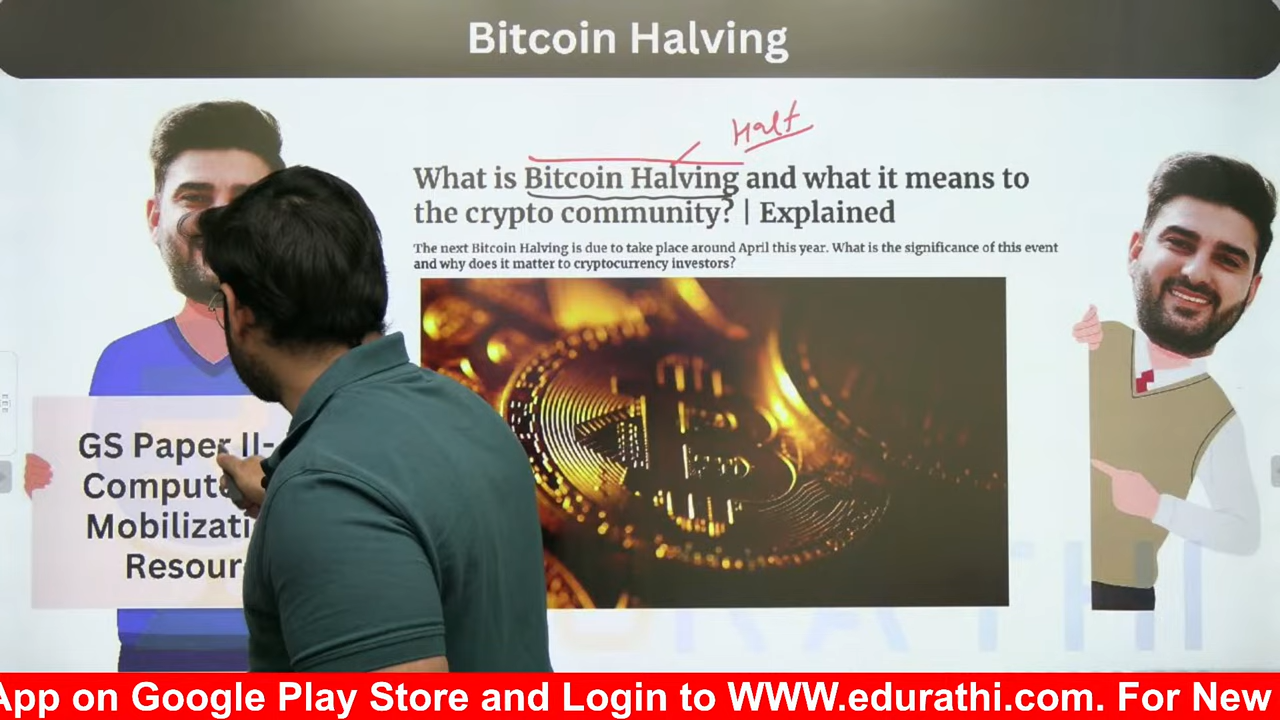 Bitcoin Halving
Half
What is Bitcoin Halving and what it means to
the crypto community? | Explained
The next Bitcoin Halving is due to take place around April this year. What is the significance of this event
and why does it matter to cryptocurrency investors?
GS Paper II-
Comput
Mobilizati
Resour
RATHI
App on Google Play Store and Login to WWW.edurathi.com. For New